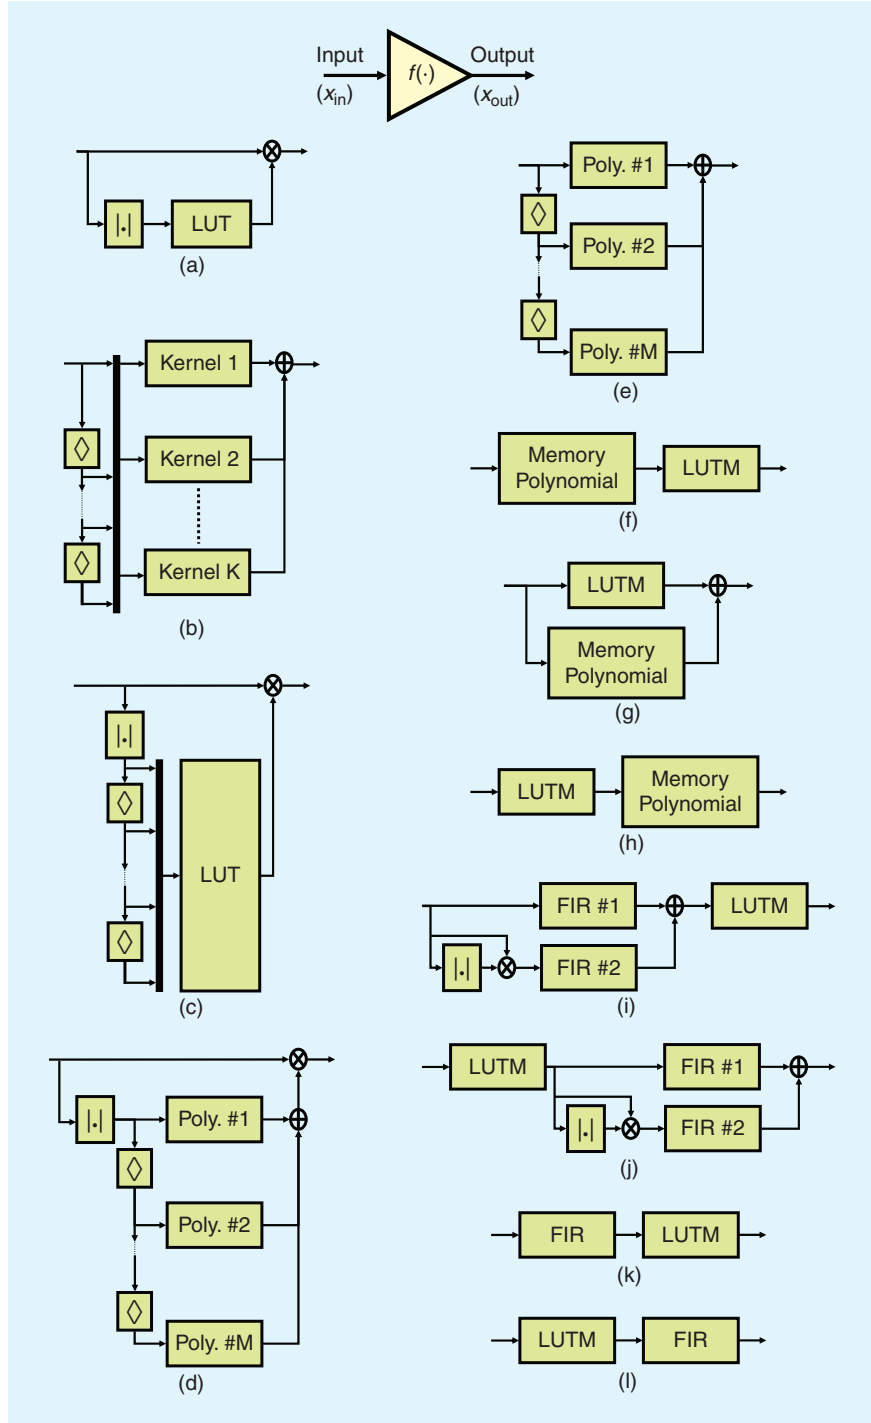 Input
Output
f(·)
(xin)
(xout)
|.|
LUT
(a)
Kernel 1
Kernel 2
Kernel K
(b)
|.|
LUT
(c)
|.|
Poly. #1
Poly. #2
Poly. #M
(d)
Poly. #1
Poly. #2
Poly. #M
(e)
Memory
Polynomial
LUTM
(f)
LUTM
Memory
Polynomial
(g)
LUTM
Memory
Polynomial
(h)
FIR #1
LUTM
|.|
FIR #2
(i)
LUTM
FIR #1
|.|
FIR #2
(j)
FIR
LUTM
(k)
LUTM
FIR
(l)